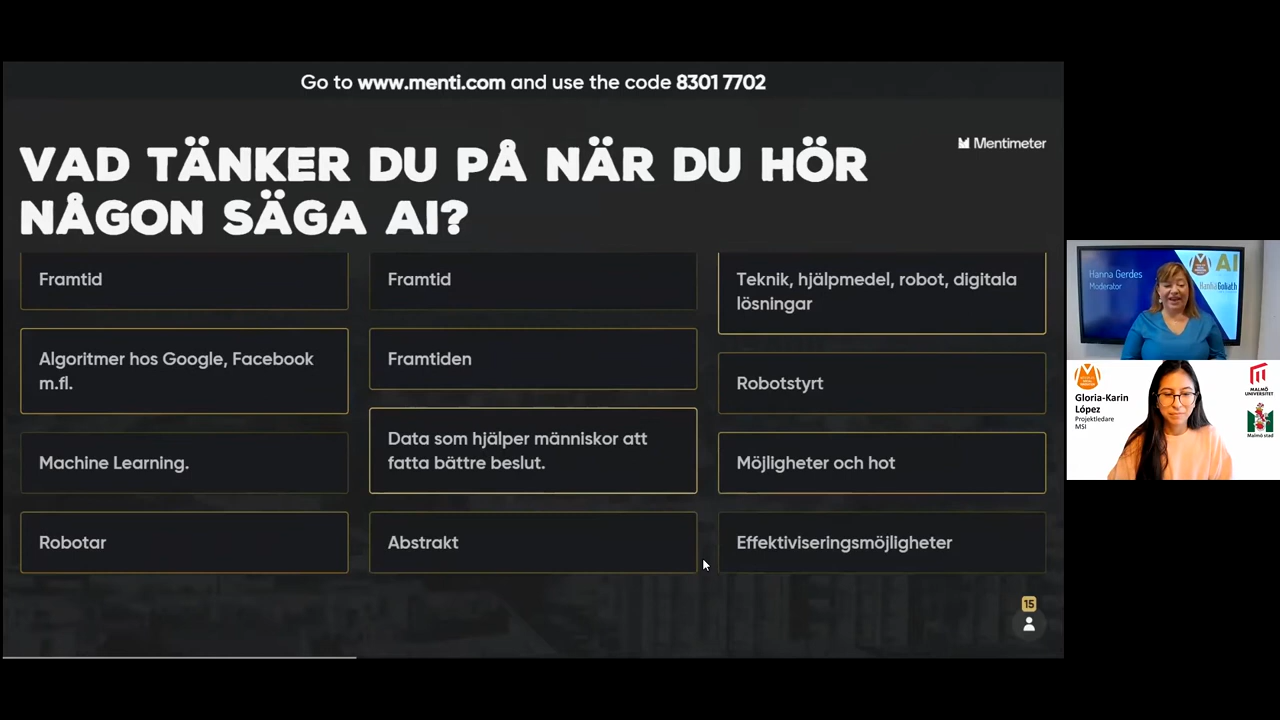 Go to www.menti.com and use the code 8301 7702
Mentimeter
VAD TÄNKER DU PÅ NÄR DU HÖR
NÅGON SÄGA AI?
Framtid
Algoritmer hos Google, Facebook
m.fl.
Machine Learning.
Robotar
Framtid
Framtiden
Data som hjälper människor att
fatta bättre beslut.
Abstrakt
Teknik, hjälpmedel, robot, digitala
lösningar
Robotstyrt
Möjligheter och hot
Effektiviseringsmöjligheter
15
Hanna Gerdes
Moderator
AI
Gloria-Karin
López
Projektledare
MSI
MALMÖ
UNIVERSITET
Malmö stad